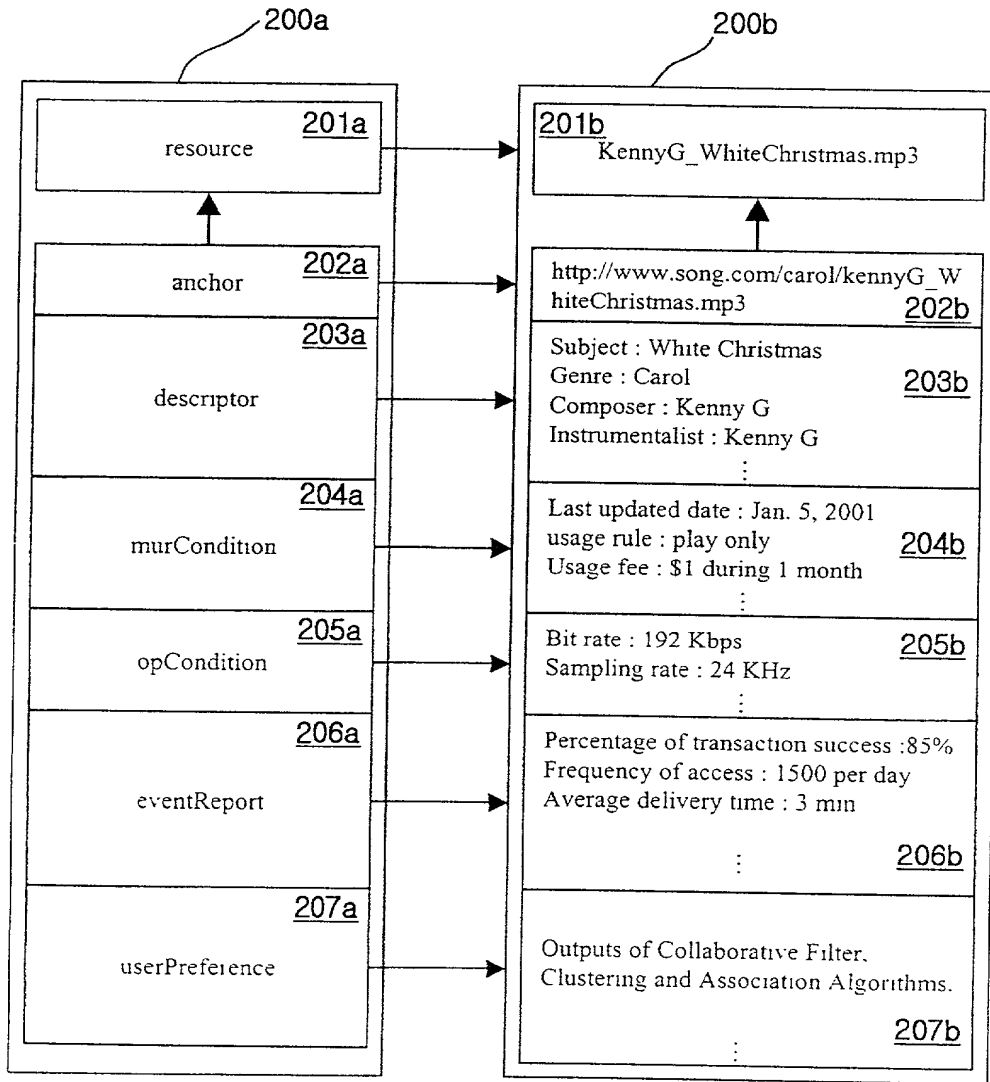 200a
200b
201a
resource
201b
KennyG_WhiteChristmas.mp3
202a
anchor
http://www.song.com/carol/kennyG_W
hiteChristmas.mp3
202b
203a
descriptor
Subject : White Christmas
Genre : Carol
Composer : Kenny G
Instrumentalist : Kenny G
203b
204a
murCondition
Last updated date : Jan. 5, 2001
usage rule : play only
Usage fee : $1 during 1 month
204b
205a
opCondition
Bit rate : 192 Kbps
Sampling rate : 24 KHz
205b
206a
eventReport
Percentage of transaction success :85%
Frequency of access : 1500 per day
Average delivery time : 3 min
206b
207a
userPreference
Outputs of Collaborative Filter,
Clustering and Association Algorithms.
207b